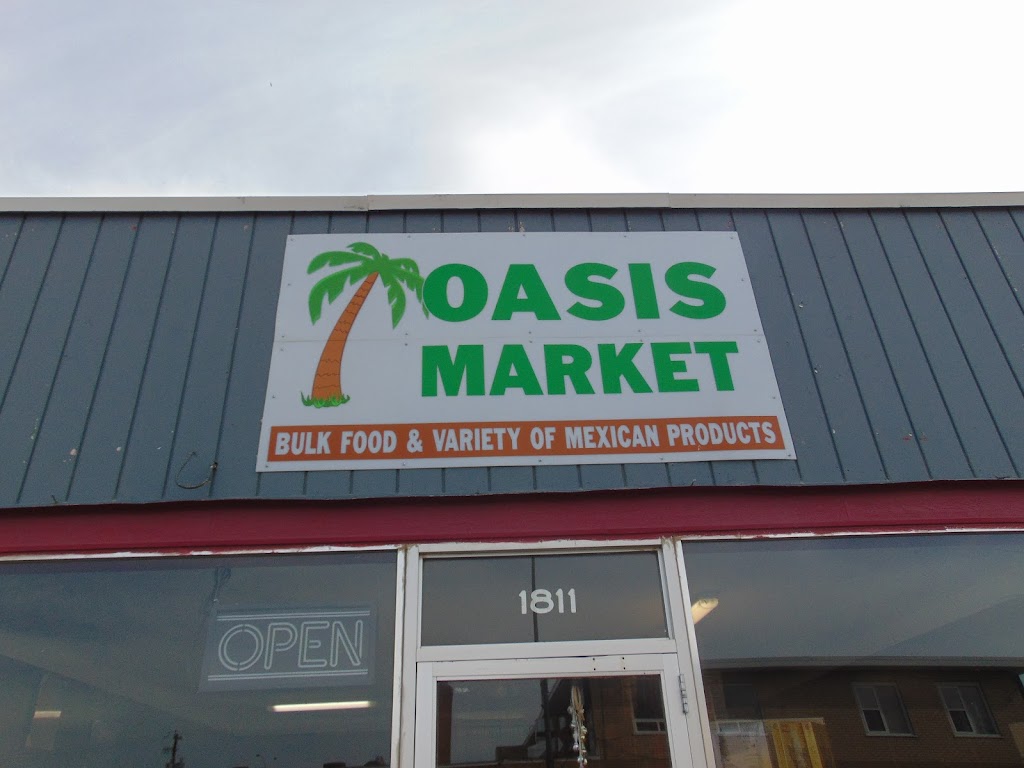 OASIS
MARKET
BULK FOOD & VARIETY OF MEXICAN PRODUCTS
1811
OPEN